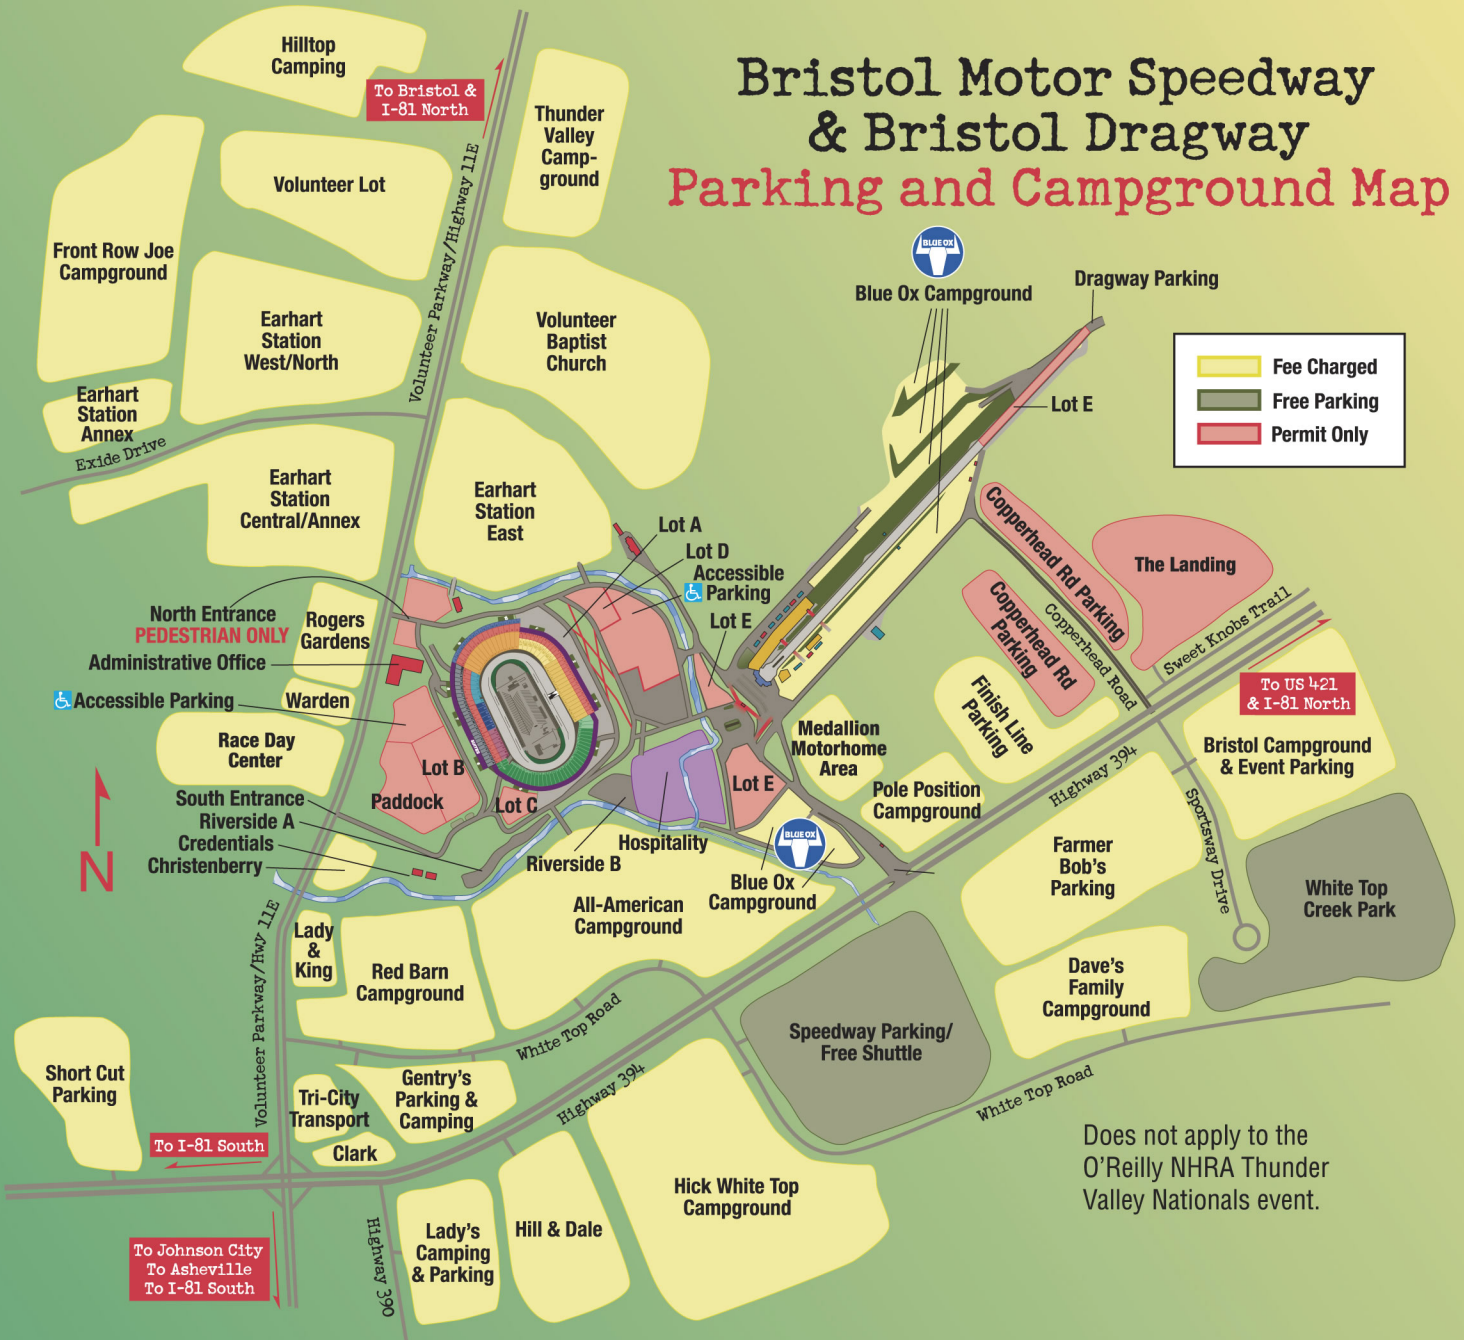 Bristol Motor Speedway
& Bristol Dragway
Parking and Campground Map
Hilltop
Camping
To Bristol &
I-81 North
Thunder
Valley
Camp-
ground
Volunteer Lot
Volunteer Parkway/Highway 11E
Front Row Joe
Campground
Earhart
Station
West/North
Volunteer
Baptist
Church
BLUE OX
Blue Ox Campground
Dragway Parking
Lot E
Fee Charged
Free Parking
Permit Only
Earhart
Station
Annex
Exide Drive
Earhart
Station
Central/Annex
Earhart
Station
East
Lot A
Lot D
Accessible
Parking
Lot E
Copperhead Rd Parking
The Landing
Copperhead Rd
Parking
Copperhead Road
Sweet Knobs Trail
North Entrance
PEDESTRIAN ONLY
Rogers
Gardens
Administrative Office
Accessible Parking
Warden
Race Day
Center
Lot B
Paddock
Lot C
South Entrance
Riverside A
Credentials
Christenberry
N
Riverside B
Hospitality
Lot E
Medallion
Motorhome
Area
Finish Line
Parking
Pole Position
Campground
To US 421
& I-81 North
Bristol Campground
& Event Parking
Highway 394
Sportsway Drive
BLUE OX
Blue Ox
Campground
Farmer
Bob's
Parking
White Top
Creek Park
All-American
Campground
Lady
&
King
Red Barn
Campground
Volunteer Parkway/Hwy 11E
Dave's
Family
Campground
Speedway Parking/
Free Shuttle
White Top Road
White Top Road
Highway 394
Short Cut
Parking
Tri-City
Transport
Gentry's
Parking &
Camping
Clark
To I-81 South
Hick White Top
Campground
Hill & Dale
Lady's
Camping
& Parking
Highway 390
To Johnson City
To Asheville
To I-81 South
Does not apply to the
O'Reilly NHRA Thunder
Valley Nationals event.